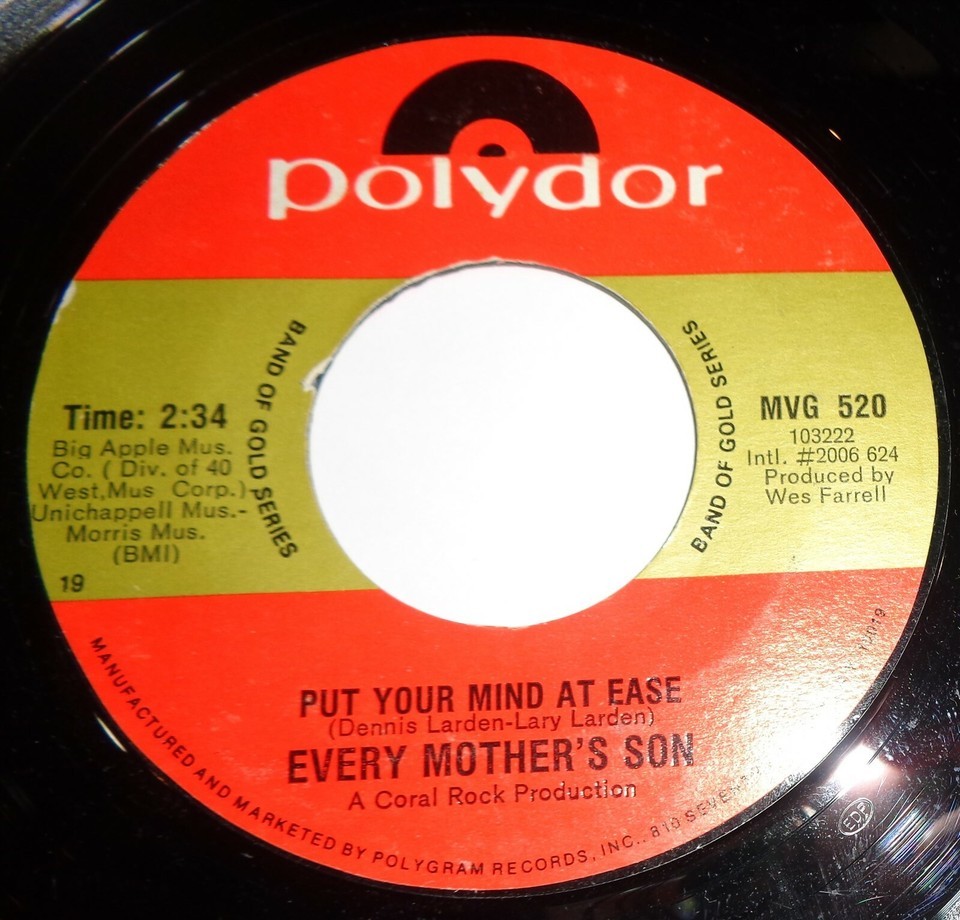 polydor
BAND OF GOLD SERIES
BAND OF GOLD SERIES
Time: 2:34
Big Apple Mus.
Co. ( Div. of 40
West,Mus Corp.)-
Unichappell Mus.-
Morris Mus.
(BMI)
19
MVG 520
103222
Intl. #2006 624
Produced by
Wes Farrell
PUT YOUR MIND AT EASE
(Dennis Larden-Lary Larden)
EVERY MOTHER'S SON
A Coral Rock Production
MANUFACTURED AND MARKETED BY POLYGRAM RECORDS, INC., 810
EDP